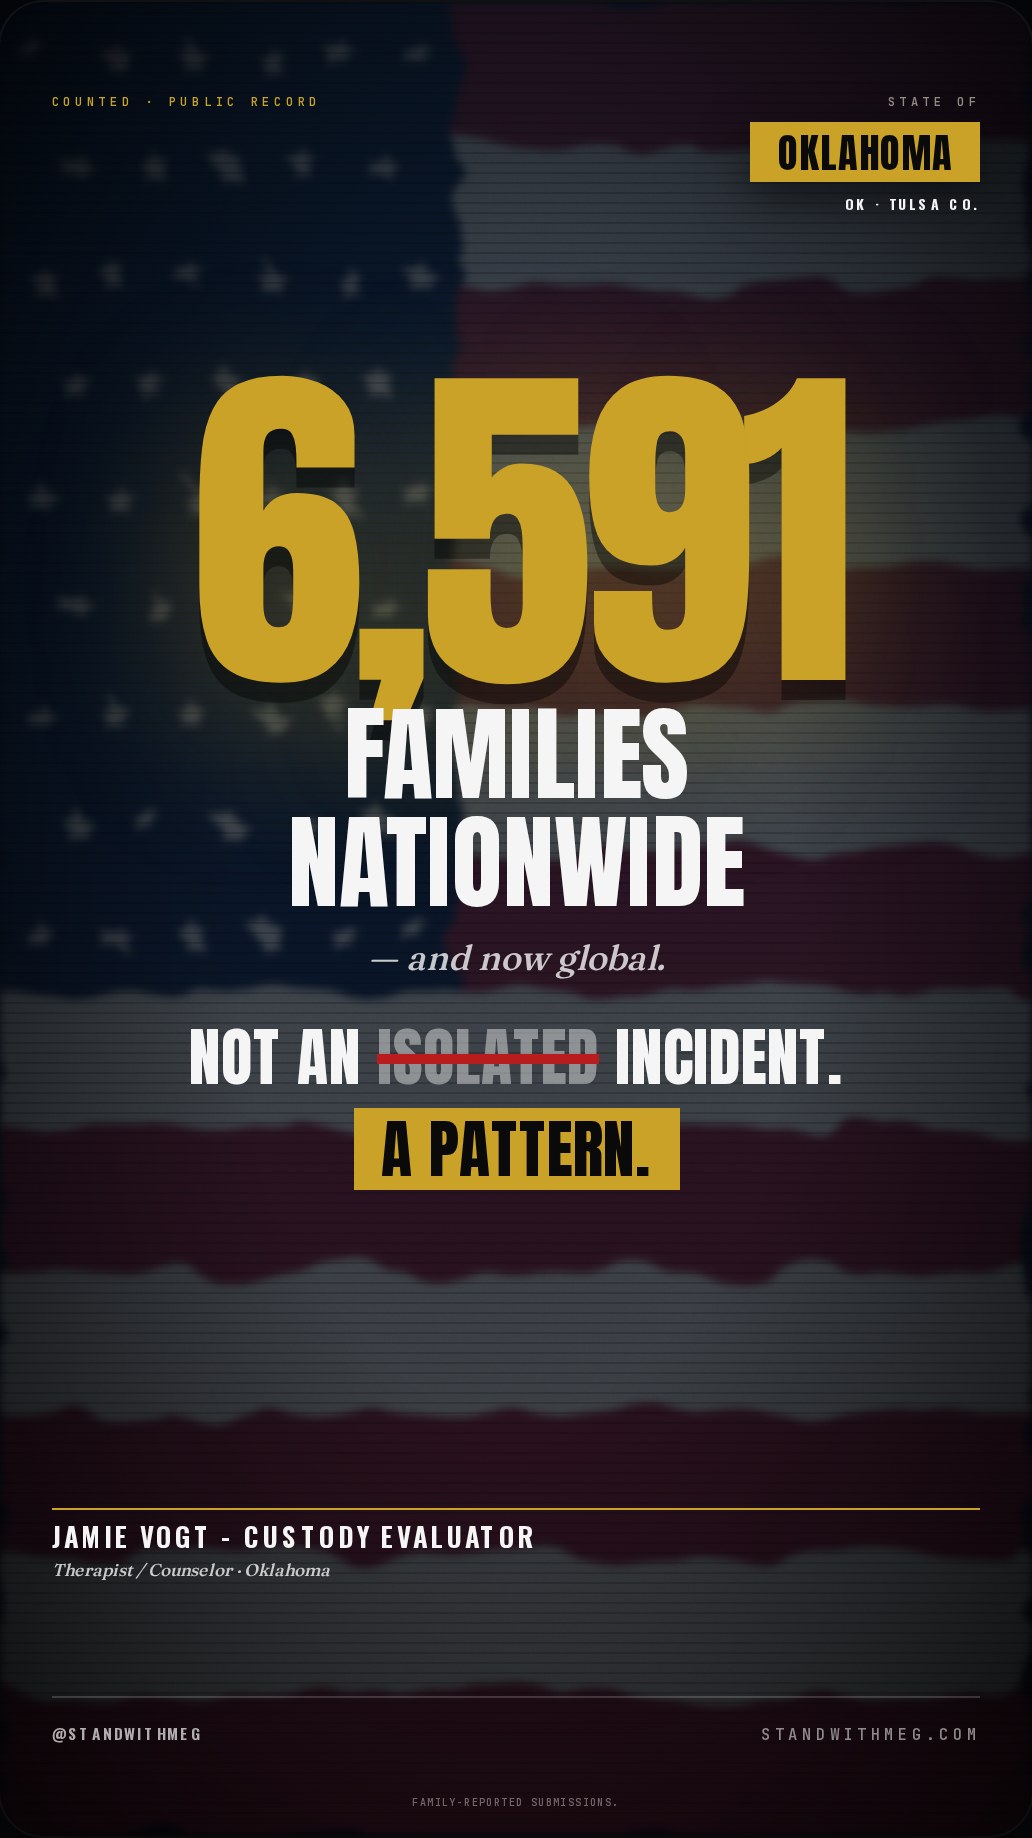 COUNTED · PUBLIC RECORD
STATE OF
OKLAHOMA
OK · TULSA CO.
6,591
FAMILIES
NATIONWIDE
— and now global.
NOT AN ISOLATED INCIDENT.
A PATTERN.
JAMIE VOGT - CUSTODY EVALUATOR
Therapist / Counselor · Oklahoma
@STANDWITHMEG
STANDWITHMEG.COM
FAMILY-REPORTED SUBMISSIONS.